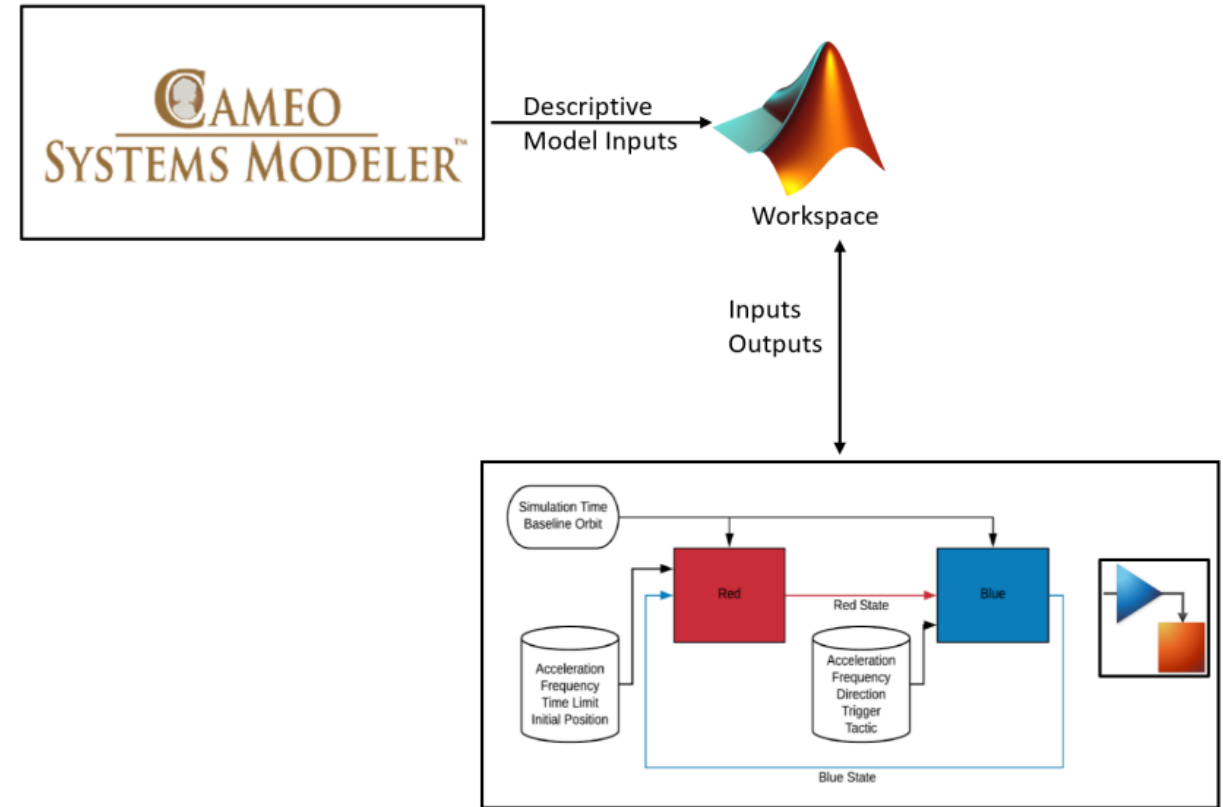 CAMEO
SYSTEMS MODELER™
Descriptive
Model Inputs
Workspace
Inputs
Outputs
Simulation Time
Baseline Orbit
Red
Blue
Red State
Acceleration
Frequency
Time Limit
Initial Position
Acceleration
Frequency
Direction
Trigger
Tactic
Blue State